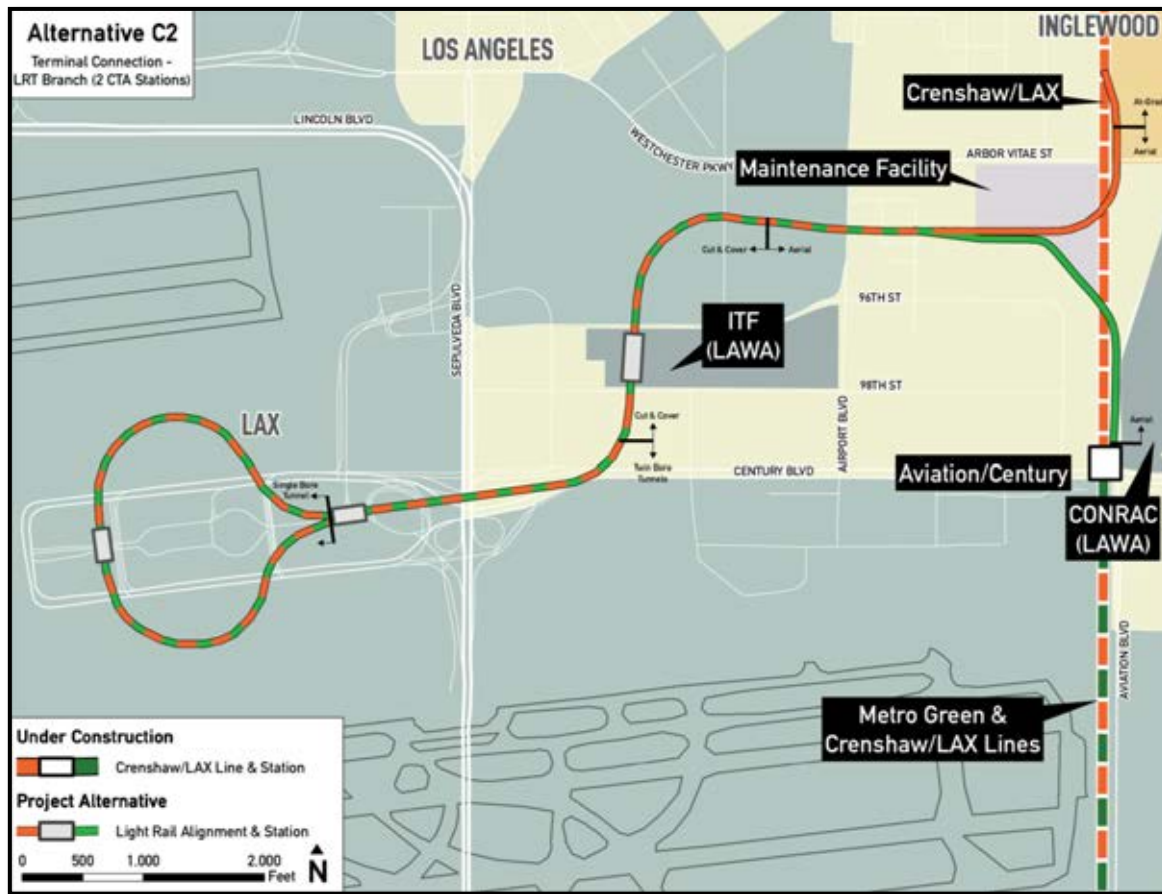 Alternative C2
Terminal Connection -
LRT Branch (2 CTA Stations)
LOS ANGELES
INGLEWOOD
Crenshaw/LAX
At-Grade
Aerial
LINCOLN BLVD
WESTCHESTER PKWY
ARBOR VITAE ST
Maintenance Facility
Cut & Cover
Aerial
SEPULVEDA BLVD
96TH ST
ITF
(LAWA)
98TH ST
AIRPORT BLVD
LAX
Cut & Cover
Twin Bore
Tunnels
Aerial
CENTURY BLVD
Aviation/Century
Single Bore
Tunnel
CONRAC
(LAWA)
AVIATION BLVD
Metro Green &
Crenshaw/LAX Lines
Under Construction
Crenshaw/LAX Line & Station
Project Alternative
Light Rail Alignment & Station
0 500 1.000 2.000
Feet
N